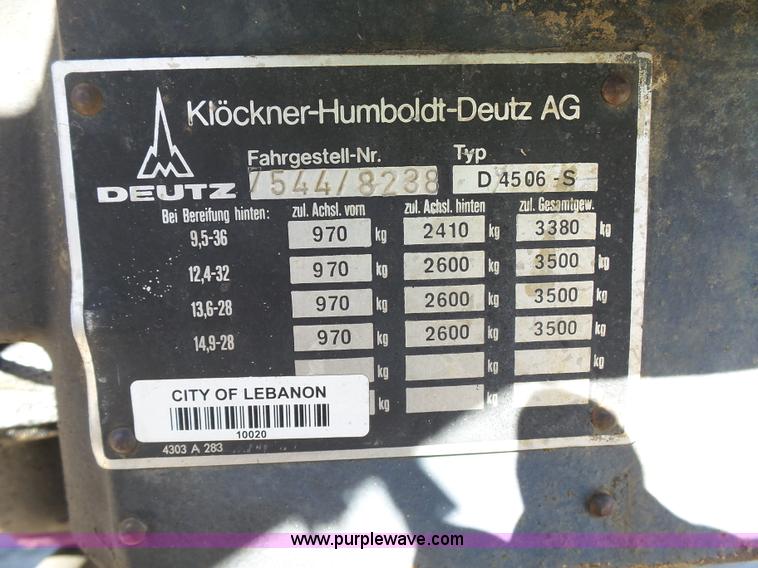 Klöckner-Humboldt-Deutz AG
DEUTZ
Fahrgestell-Nr. Typ
7544/8238 D 4506-S
Bei Bereifung hinten: zul. Achsl. vorn zul. Achsl. hinten zul. Gesamtgew.
9,5-36 970 kg 2410 kg 3380 kg
12,4-32 970 kg 2600 kg 3500 kg
13,6-28 970 kg 2600 kg 3500 kg
14,9-28 970 kg 2600 kg 3500 kg
kg kg kg
kg kg kg
CITY OF LEBANON
10020
4303 A 283
www.purplewave.com